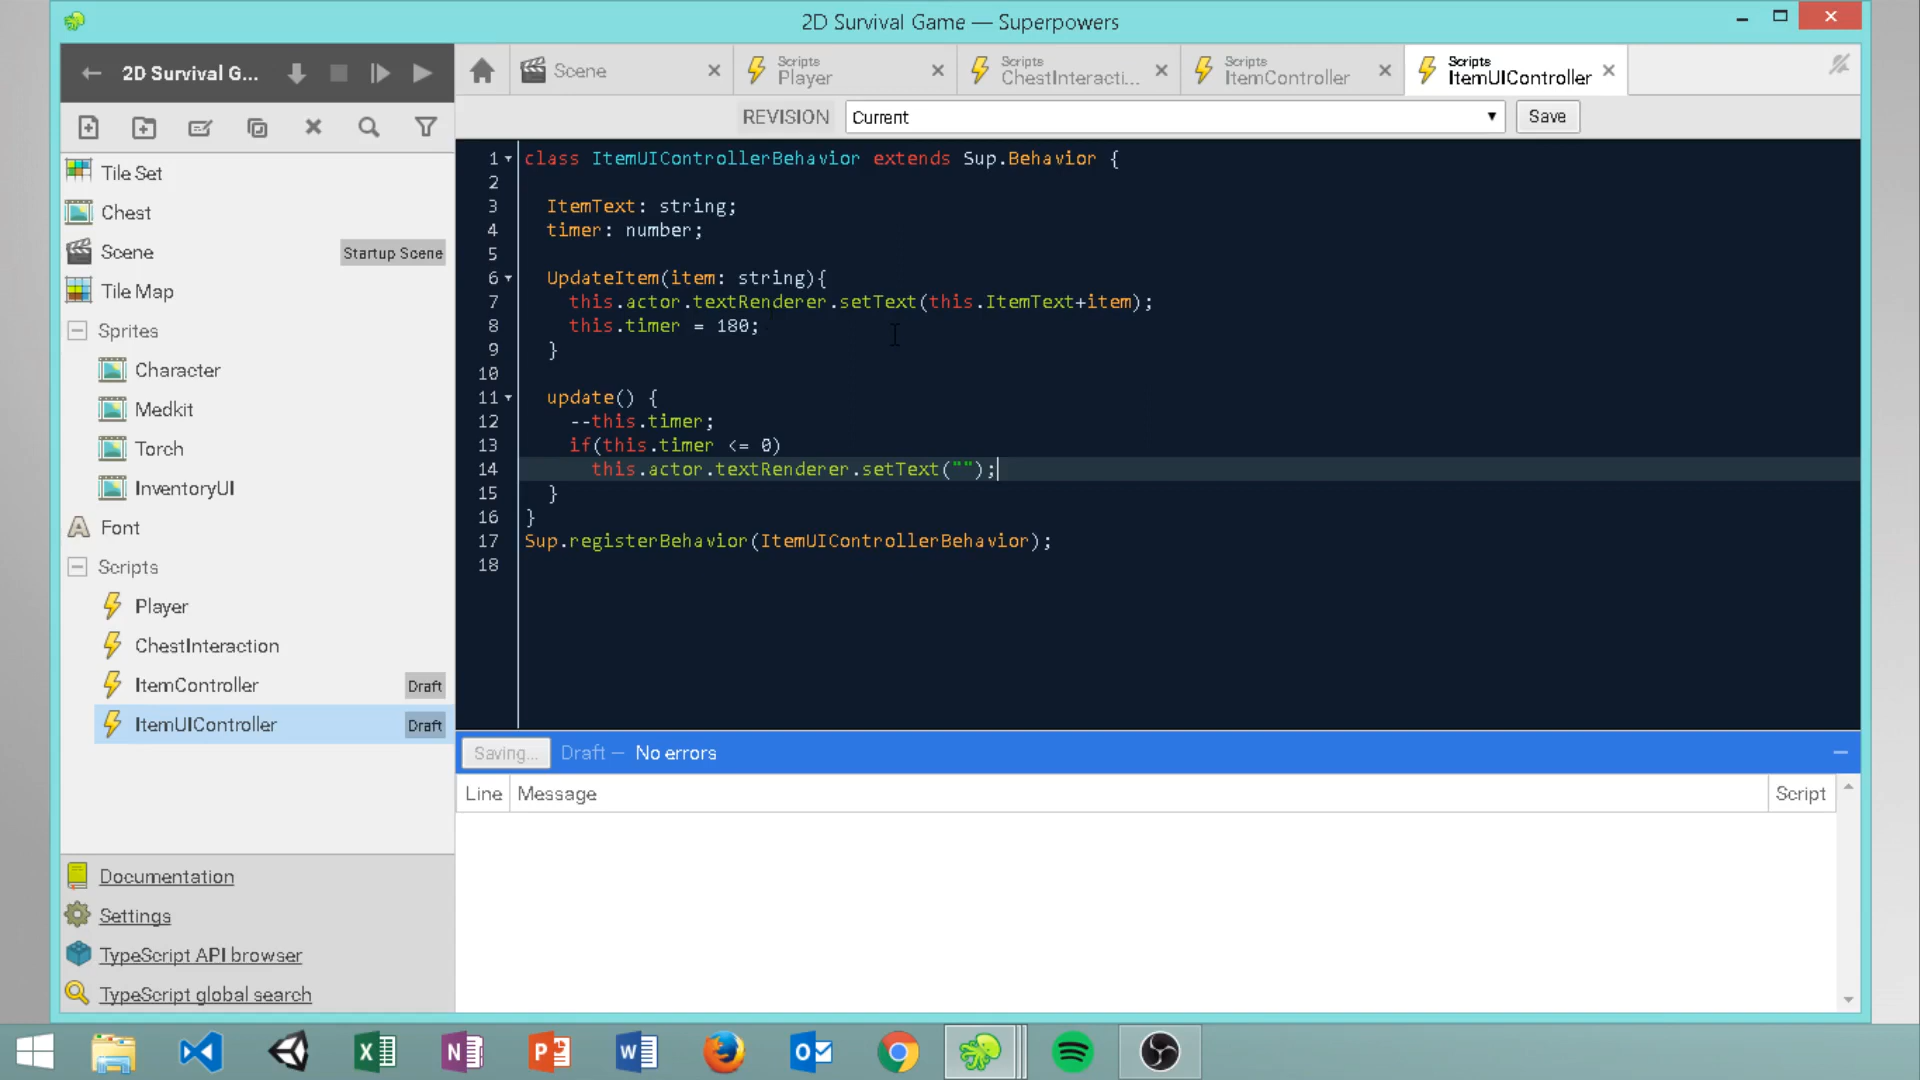 2D Survival Game — Superpowers
2D Survival G...
Scene
Scripts
Player
Scripts
ChestInteracti...
Scripts
ItemController
Scripts
ItemUIController
REVISION
Current
Save
Tile Set
Chest
Scene
Startup Scene
Tile Map
Sprites
Character
Medkit
Torch
InventoryUI
Font
Scripts
Player
ChestInteraction
ItemController
Draft
ItemUIController
Draft
Documentation
Settings
TypeScript API browser
TypeScript global search
1 class ItemUIControllerBehavior extends Sup.Behavior {
2
3 ItemText: string;
4 timer: number;
5
6 UpdateItem(item: string){
7 this.actor.textRenderer.setText(this.ItemText+item);
8 this.timer = 180;
9 }
10
11 update() {
12 --this.timer;
13 if(this.timer <= 0)
14 this.actor.textRenderer.setText("");
15 }
16 }
17 Sup.registerBehavior(ItemUIControllerBehavior);
18
Saving... Draft — No errors
Line Message Script